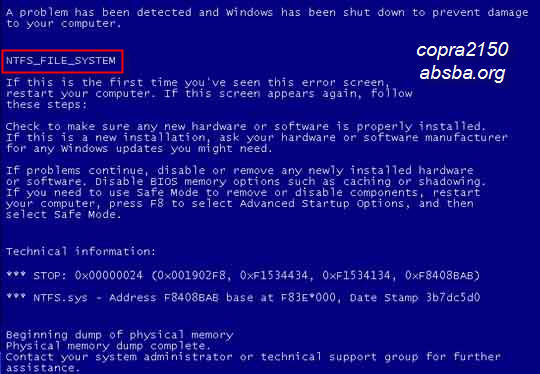 A problem has been detected and Windows has been shut down to prevent damage
to your computer.
copra2150
absba.org
NTFS_FILE_SYSTEM
If this is the first time you've seen this error screen,
restart your computer. If this screen appears again, follow
these steps:
Check to make sure any new hardware or software is properly installed.
If this is a new installation, ask your hardware or software manufacturer
for any Windows updates you might need.
If problems continue, disable or remove any newly installed hardware
or software. Disable BIOS memory options such as caching or shadowing.
If you need to use Safe Mode to remove or disable components, restart
your computer, press F8 to select Advanced Startup Options, and then
select Safe Mode.
Technical information:
*** STOP: 0x00000024 (0x001902F8, 0xF1534434, 0xF1534134, 0xF8408BAB)
*** NTFS.sys - Address F8408BAB base at F83E*000, Date Stamp 3b7dc5d0
Beginning dump of physical memory
Physical memory dump complete.
Contact your system administrator or technical support group for further
assistance.